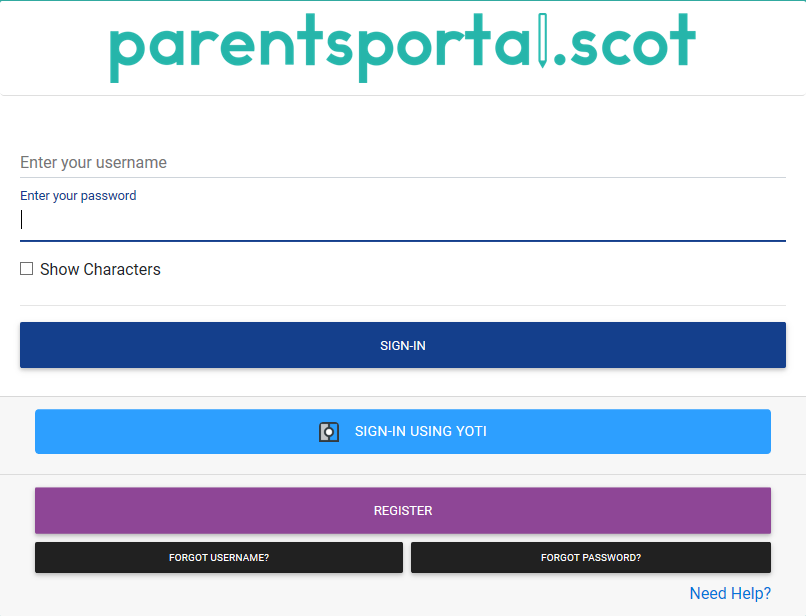 parentsportal.scot
Enter your username
Enter your password
Show Characters
SIGN-IN
SIGN-IN USING YOTI
REGISTER
FORGOT USERNAME? FORGOT PASSWORD?
Need Help?